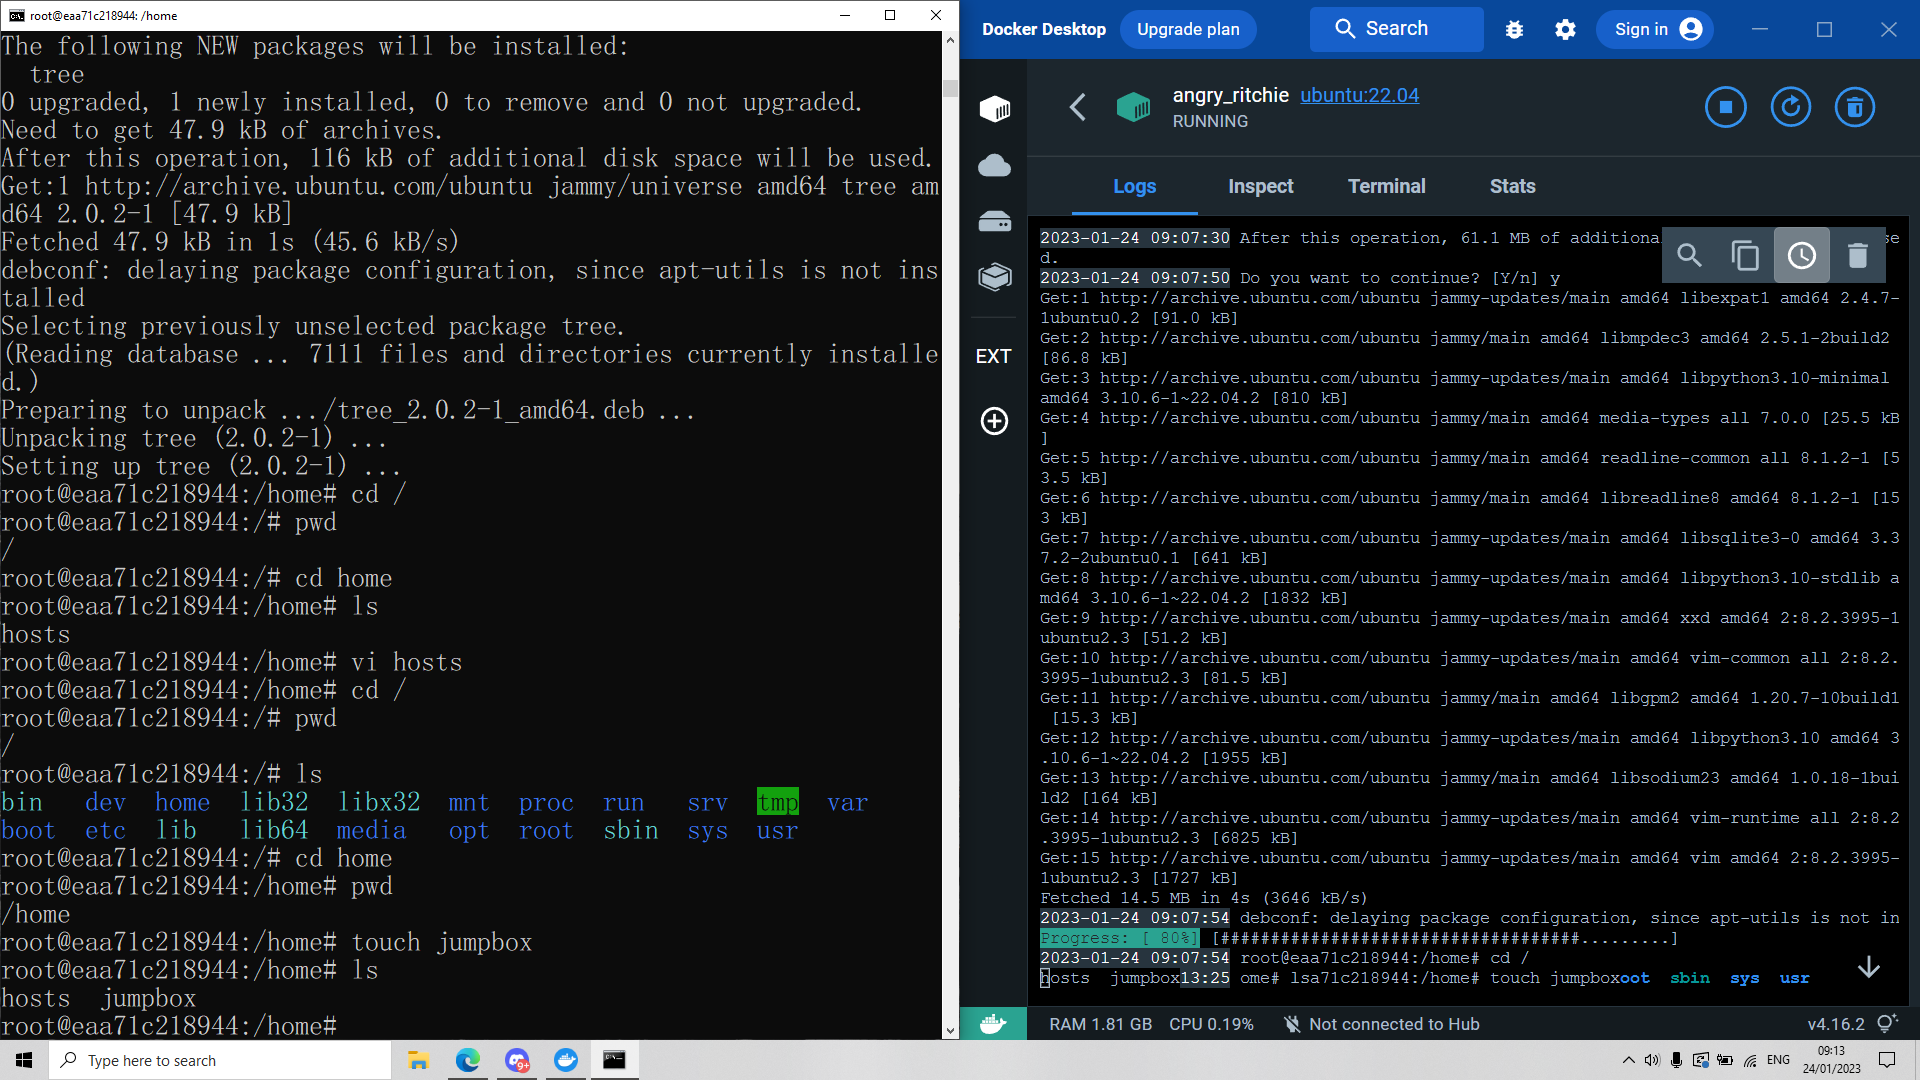 root@eaa71c218944: /home
The following NEW packages will be installed:
  tree
0 upgraded, 1 newly installed, 0 to remove and 0 not upgraded.
Need to get 47.9 kB of archives.
After this operation, 116 kB of additional disk space will be used.
Get:1 http://archive.ubuntu.com/ubuntu jammy/universe amd64 tree am
d64 2.0.2-1 [47.9 kB]
Fetched 47.9 kB in 1s (45.6 kB/s)
debconf: delaying package configuration, since apt-utils is not ins
talled
Selecting previously unselected package tree.
(Reading database ... 7111 files and directories currently installe
d.)
Preparing to unpack .../tree_2.0.2-1_amd64.deb ...
Unpacking tree (2.0.2-1) ...
Setting up tree (2.0.2-1) ...
root@eaa71c218944:/home# cd /
root@eaa71c218944:/# pwd
/
root@eaa71c218944:/# cd home
root@eaa71c218944:/home# ls
hosts
root@eaa71c218944:/home# vi hosts
root@eaa71c218944:/home# cd /
root@eaa71c218944:/# pwd
/
root@eaa71c218944:/# ls
bin   dev  home  lib32  libx32  mnt  proc  run   srv  tmp  var
boot  etc  lib   lib64  media   opt  root  sbin  sys  usr
root@eaa71c218944:/# cd home
root@eaa71c218944:/home# pwd
/home
root@eaa71c218944:/home# touch jumpbox
root@eaa71c218944:/home# ls
hosts  jumpbox
root@eaa71c218944:/home#
Docker Desktop
Upgrade plan
Search
Sign in
angry_ritchie ubuntu:22.04
RUNNING
EXT
Logs
Inspect
Terminal
Stats
2023-01-24 09:07:30 After this operation, 61.1 MB of additiona se
d.
2023-01-24 09:07:50 Do you want to continue? [Y/n] y
Get:1 http://archive.ubuntu.com/ubuntu jammy-updates/main amd64 libexpat1 amd64 2.4.7-
1ubuntu0.2 [91.0 kB]
Get:2 http://archive.ubuntu.com/ubuntu jammy/main amd64 libmpdec3 amd64 2.5.1-2build2
[86.8 kB]
Get:3 http://archive.ubuntu.com/ubuntu jammy-updates/main amd64 libpython3.10-minimal
amd64 3.10.6-1~22.04.2 [810 kB]
Get:4 http://archive.ubuntu.com/ubuntu jammy/main amd64 media-types all 7.0.0 [25.5 kB
]
Get:5 http://archive.ubuntu.com/ubuntu jammy/main amd64 readline-common all 8.1.2-1 [5
3.5 kB]
Get:6 http://archive.ubuntu.com/ubuntu jammy/main amd64 libreadline8 amd64 8.1.2-1 [15
3 kB]
Get:7 http://archive.ubuntu.com/ubuntu jammy-updates/main amd64 libsqlite3-0 amd64 3.3
7.2-2ubuntu0.1 [641 kB]
Get:8 http://archive.ubuntu.com/ubuntu jammy-updates/main amd64 libpython3.10-stdlib a
md64 3.10.6-1~22.04.2 [1832 kB]
Get:9 http://archive.ubuntu.com/ubuntu jammy-updates/main amd64 xxd amd64 2:8.2.3995-1
ubuntu2.3 [51.2 kB]
Get:10 http://archive.ubuntu.com/ubuntu jammy-updates/main amd64 vim-common all 2:8.2.
3995-1ubuntu2.3 [81.5 kB]
Get:11 http://archive.ubuntu.com/ubuntu jammy/main amd64 libgpm2 amd64 1.20.7-10build1
 [15.3 kB]
Get:12 http://archive.ubuntu.com/ubuntu jammy-updates/main amd64 libpython3.10 amd64 3
.10.6-1~22.04.2 [1955 kB]
Get:13 http://archive.ubuntu.com/ubuntu jammy/main amd64 libsodium23 amd64 1.0.18-1bui
ld2 [164 kB]
Get:14 http://archive.ubuntu.com/ubuntu jammy-updates/main amd64 vim-runtime all 2:8.2
.3995-1ubuntu2.3 [6825 kB]
Get:15 http://archive.ubuntu.com/ubuntu jammy-updates/main amd64 vim amd64 2:8.2.3995-
1ubuntu2.3 [1727 kB]
Fetched 14.5 MB in 4s (3646 kB/s)
2023-01-24 09:07:54 debconf: delaying package configuration, since apt-utils is not in
Progress: [ 80%] [####################################.........]
2023-01-24 09:07:54 root@eaa71c218944:/home# cd /
hosts  jumpbox13:25 ome# lsa71c218944:/home# touch jumpboxoot  sbin  sys  usr
RAM 1.81 GB CPU 0.19% Not connected to Hub v4.16.2
Type here to search
9+
ENG
09:13
24/01/2023